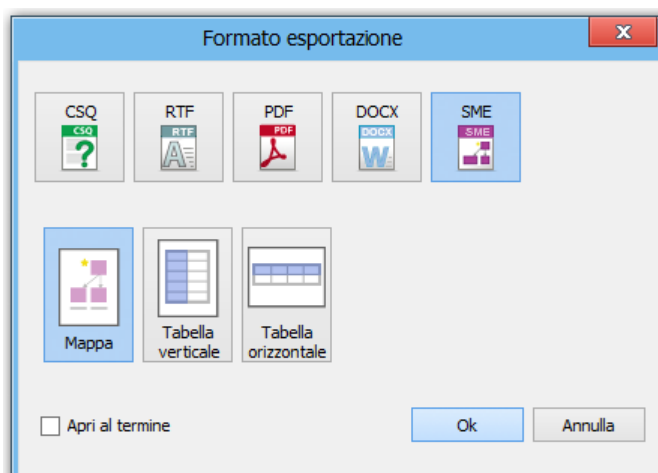 Formato esportazione
x
CSQ RTF PDF DOCX SME
CSQ RTF PDF DOCX SME
? A W
Mappa
Tabella verticale
Tabella orizzontale
Apri al termine
Ok Annulla